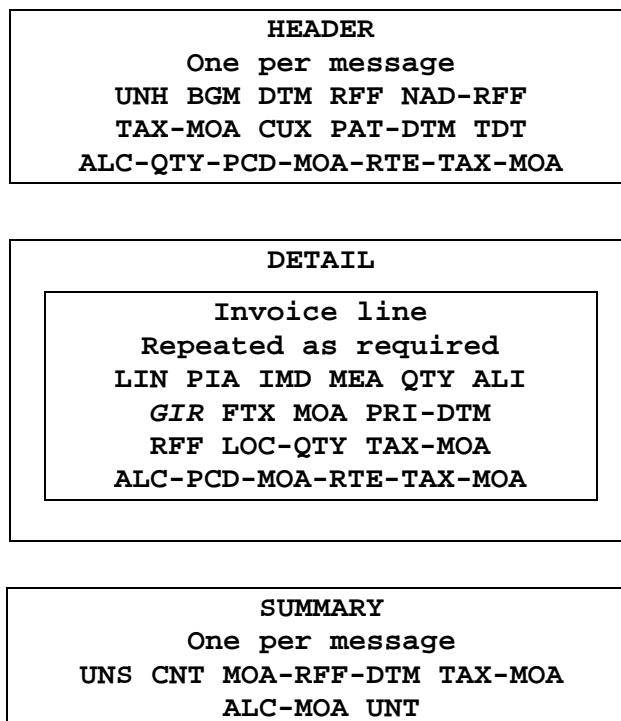 HEADER
One per message
UNH BGM DTM RFF NAD-RFF
TAX-MOA CUX PAT-DTM TDT
ALC-QTY-PCD-MOA-RTE-TAX-MOA
DETAIL
Invoice line
Repeated as required
LIN PIA IMD MEA QTY ALI
GIR FTX MOA PRI-DTM
RFF LOC-QTY TAX-MOA
ALC-PCD-MOA-RTE-TAX-MOA
SUMMARY
One per message
UNS CNT MOA-RFF-DTM TAX-MOA
ALC-MOA UNT